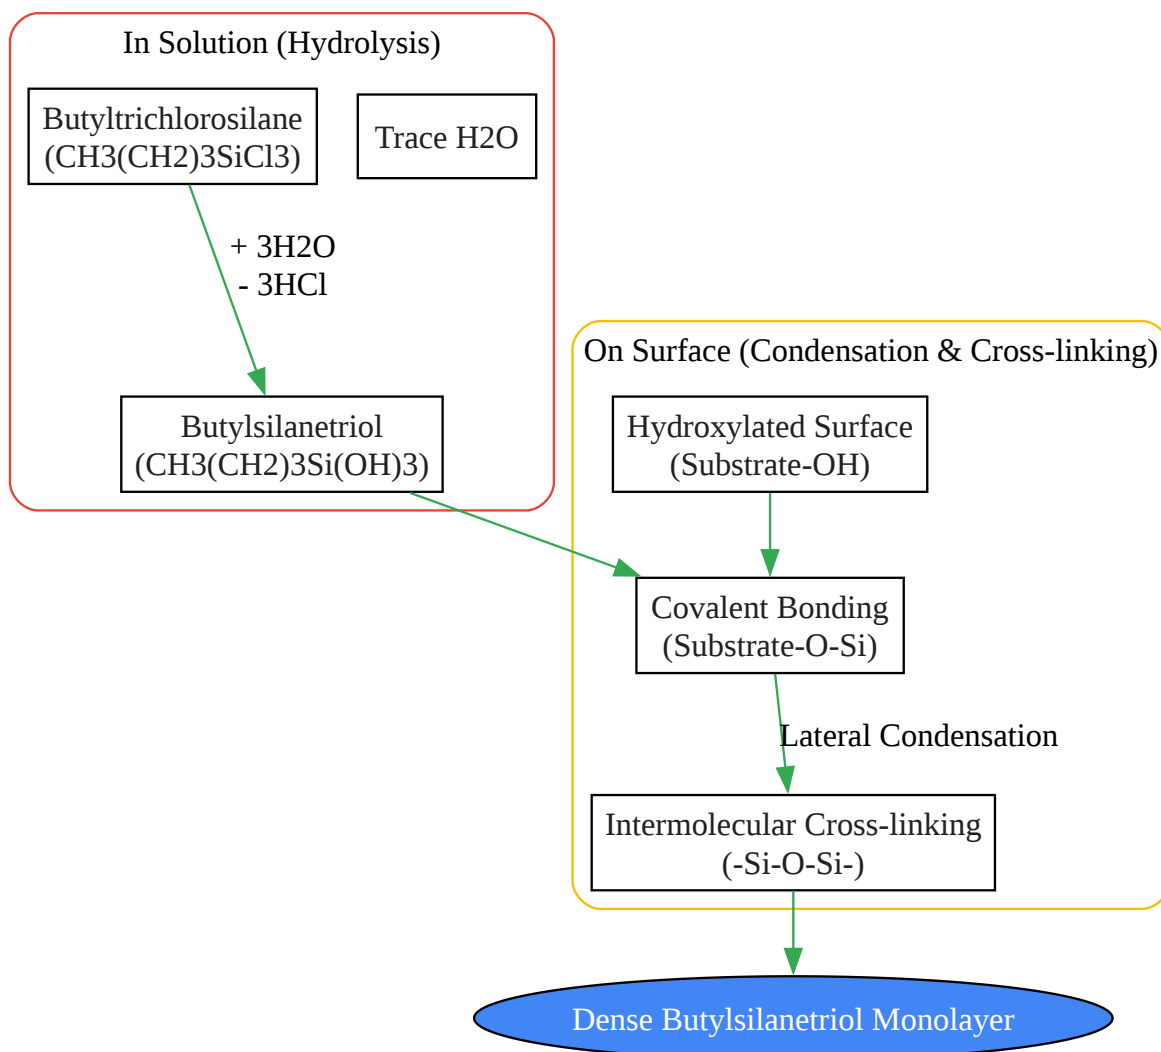 In Solution (Hydrolysis)
Butyltrichlorosilane
(CH3(CH2)3SiCl3)
Trace H2O
+ 3H2O
- 3HCl
Butylsilanetriol
(CH3(CH2)3Si(OH)3)
On Surface (Condensation & Cross-linking)
Hydroxylated Surface
(Substrate-OH)
Covalent Bonding
(Substrate-O-Si)
Lateral Condensation
Intermolecular Cross-linking
(-Si-O-Si-)
Dense Butylsilanetriol Monolayer